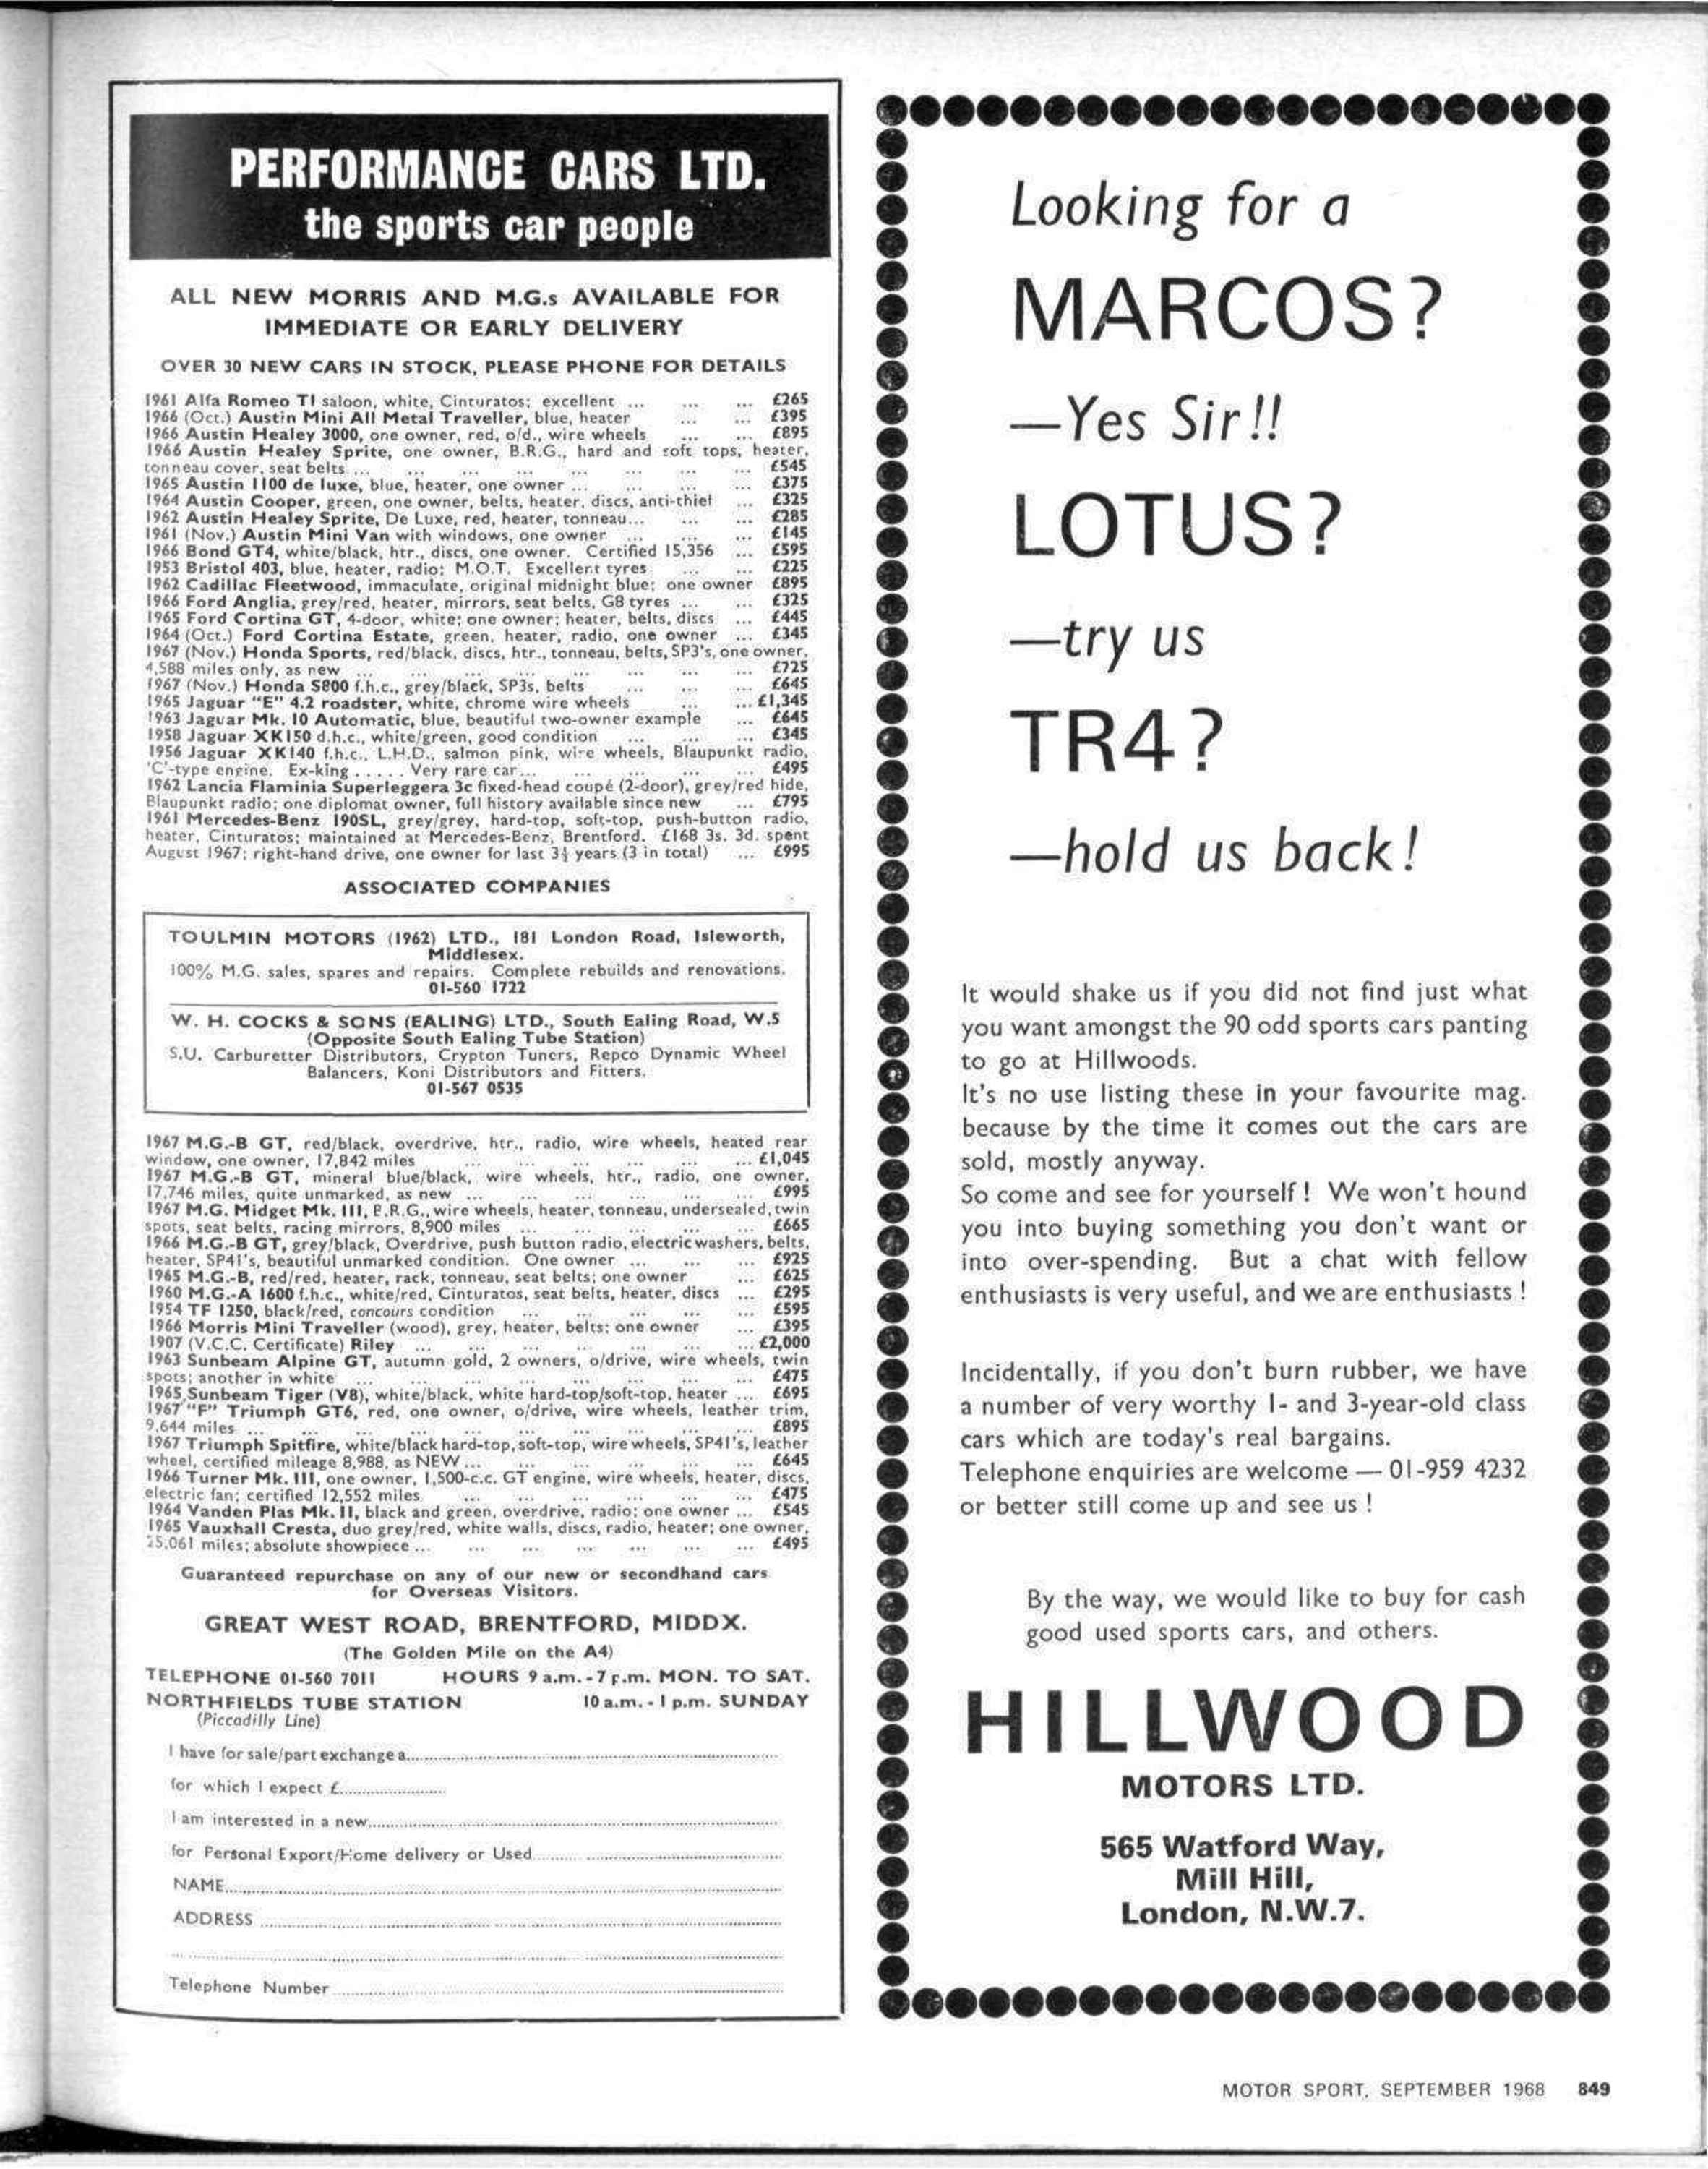 PERFORMANCE CARS LTD.
the sports car people
ALL NEW MORRIS AND M.G.s AVAILABLE FOR
IMMEDIATE OR EARLY DELIVERY
OVER 30 NEW CARS IN STOCK, PLEASE PHONE FOR DETAILS
1961 Alfa Romeo TI saloon, white, Cinturatos; excellent ... ... ... £265
1966 (Oct.) Austin Mini All Metal Traveller, blue, heater ... ... £395
1966 Austin Healey 3000, one owner, red, o/d., wire wheels ... ... £895
1966 Austin Healey Sprite, one owner, B.R.G., hard and soft tops, heater,
tonneau cover, seat belts ... ... ... ... ... ... ... ... £545
1965 Austin 1100 de luxe, blue, heater, one owner ... ... ... ... £375
1964 Austin Cooper, green, one owner, belts, heater, discs, anti-thief ... £325
1962 Austin Healey Sprite, De Luxe, red, heater, tonneau... ... ... £285
1961 (Nov.) Austin Mini Van with windows, one owner ... ... ... £145
1966 Bond GT4, white/black, htr., discs, one owner. Certified 15,356 ... £595
1953 Bristol 403, blue, heater, radio; M.O.T. Excellent tyres ... ... £225
1962 Cadillac Fleetwood, immaculate, original midnight blue; one owner £895
1966 Ford Anglia, grey/red, heater, mirrors, seat belts, G8 tyres ... ... £325
1965 Ford Cortina GT, 4-door, white; one owner; heater, belts, discs ... £445
1964 (Oct.) Ford Cortina Estate, green, heater, radio, one owner ... £345
1967 (Nov.) Honda Sports, red/black, discs, htr., tonneau, belts, SP3's, one owner,
4,588 miles only, as new ... ... ... ... ... ... ... ... £725
1967 (Nov.) Honda S800 f.h.c., grey/black, SP3s, belts ... ... ... £645
1965 Jaguar "E" 4.2 roadster, white, chrome wire wheels ... ... £1,345
1963 Jaguar Mk. 10 Automatic, blue, beautiful two-owner example ... £645
1958 Jaguar XK150 d.h.c., white/green, good condition ... ... ... £345
1956 Jaguar XK140 f.h.c., L.H.D., salmon pink, wire wheels, Blaupunkt radio,
'C'-type engine. Ex-king ..... Very rare car... ... ... ... ... £495
1962 Lancia Flaminia Superleggera 3c fixed-head coupé (2-door), grey/red hide,
Blaupunkt radio; one diplomat owner, full history available since new ... £795
1961 Mercedes-Benz 190SL, grey/grey, hard-top, soft-top, push-button radio,
heater, Cinturatos; maintained at Mercedes-Benz, Brentford. £168 3s. 3d. spent
August 1967; right-hand drive, one owner for last 3½ years (3 in total) ... £995
ASSOCIATED COMPANIES
TOULMIN MOTORS (1962) LTD., 181 London Road, Isleworth,
Middlesex.
100% M.G. sales, spares and repairs. Complete rebuilds and renovations.
01-560 1722
W. H. COCKS & SONS (EALING) LTD., South Ealing Road, W.5
(Opposite South Ealing Tube Station)
S.U. Carburetter Distributors, Crypton Tuners, Repco Dynamic Wheel
Balancers, Koni Distributors and Fitters.
01-567 0535
1967 M.G.-B GT, red/black, overdrive, htr., radio, wire wheels, heated rear
window, one owner, 17,842 miles ... ... ... ... ... ... £1,045
1967 M.G.-B GT, mineral blue/black, wire wheels, htr., radio, one owner,
17,746 miles, quite unmarked, as new ... ... ... ... ... ... £995
1967 M.G. Midget Mk. III, B.R.G., wire wheels, heater, tonneau, undersealed, twin
spots, seat belts, racing mirrors, 8,900 miles ... ... ... ... ... £665
1966 M.G.-B GT, grey/black, Overdrive, push button radio, electric washers, belts,
heater, SP41's, beautiful unmarked condition. One owner ... ... ... £925
1965 M.G.-B, red/red, heater, rack, tonneau, seat belts; one owner ... £625
1960 M.G.-A 1600 f.h.c., white/red, Cinturatos, seat belts, heater, discs ... £295
1954 TF 1250, black/red, concours condition ... ... ... ... ... £595
1966 Morris Mini Traveller (wood), grey, heater, belts; one owner ... £395
1907 (V.C.C. Certificate) Riley ... ... ... ... ... ... ... £2,000
1963 Sunbeam Alpine GT, autumn gold, 2 owners, o/drive, wire wheels, twin
spots; another in white ... ... ... ... ... ... ... ... £475
1965 Sunbeam Tiger (V8), white/black, white hard-top/soft-top, heater ... £695
1967 "F" Triumph GT6, red, one owner, o/drive, wire wheels, leather trim,
9,644 miles ... ... ... ... ... ... ... ... ... ... £895
1967 Triumph Spitfire, white/black hard-top, soft-top, wire wheels, SP41's, leather
wheel, certified mileage 8,988, as NEW ... ... ... ... ... ... £645
1966 Turner Mk. III, one owner, 1,500-c.c. GT engine, wire wheels, heater, discs,
electric fan; certified 12,552 miles ... ... ... ... ... ... £475
1964 Vanden Plas Mk. II, black and green, overdrive, radio; one owner ... £545
1965 Vauxhall Cresta, duo grey/red, white walls, discs, radio, heater; one owner,
25,061 miles; absolute showpiece ... ... ... ... ... ... ... £495
Guaranteed repurchase on any of our new or secondhand cars
for Overseas Visitors.
GREAT WEST ROAD, BRENTFORD, MIDDX.
(The Golden Mile on the A4)
TELEPHONE 01-560 7011 HOURS 9 a.m. - 7 p.m. MON. TO SAT.
NORTHFIELDS TUBE STATION 10 a.m. - 1 p.m. SUNDAY
(Piccadilly Line)
I have for sale/part exchange a
for which I expect £
I am interested in a new
for Personal Export/Home delivery or Used
NAME
ADDRESS
Telephone Number
Looking for a
MARCOS?
—Yes Sir!!
LOTUS?
—try us
TR4?
—hold us back!
It would shake us if you did not find just what
you want amongst the 90 odd sports cars panting
to go at Hillwoods.
It's no use listing these in your favourite mag.
because by the time it comes out the cars are
sold, mostly anyway.
So come and see for yourself! We won't hound
you into buying something you don't want or
into over-spending. But a chat with fellow
enthusiasts is very useful, and we are enthusiasts!
Incidentally, if you don't burn rubber, we have
a number of very worthy 1- and 3-year-old class
cars which are today's real bargains.
Telephone enquiries are welcome — 01-959 4232
or better still come up and see us!
By the way, we would like to buy for cash
good used sports cars, and others.
HILLWOOD
MOTORS LTD.
565 Watford Way,
Mill Hill,
London, N.W.7.
MOTOR SPORT, SEPTEMBER 1968 849